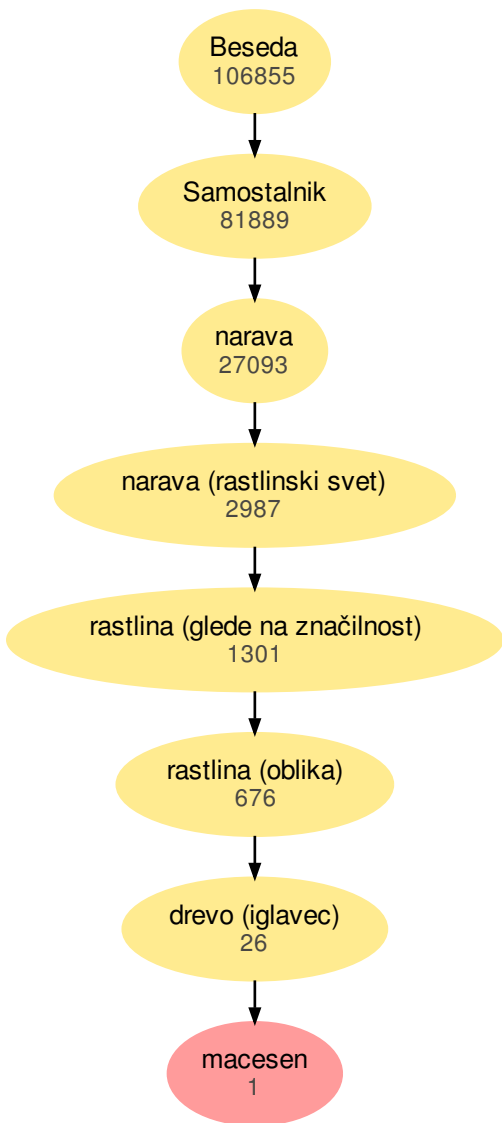 Beseda
106855
Samostalnik
81889
narava
27093
narava (rastlinski svet)
2987
rastlina (glede na značilnost)
1301
rastlina (oblika)
676
drevo (iglavec)
26
macesen
1